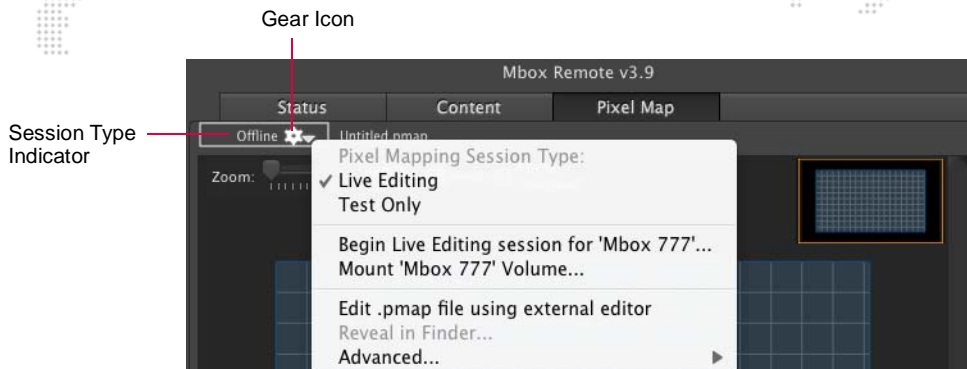 Gear Icon
Mbox Remote v3.9
Status Content Pixel Map
Session Type
Indicator
Offline Untitled.pmap
Pixel Mapping Session Type:
Zoom:
✓ Live Editing
Test Only
Begin Live Editing session for 'Mbox 777'...
Mount 'Mbox 777' Volume...
Edit .pmap file using external editor
Reveal in Finder...
Advanced...